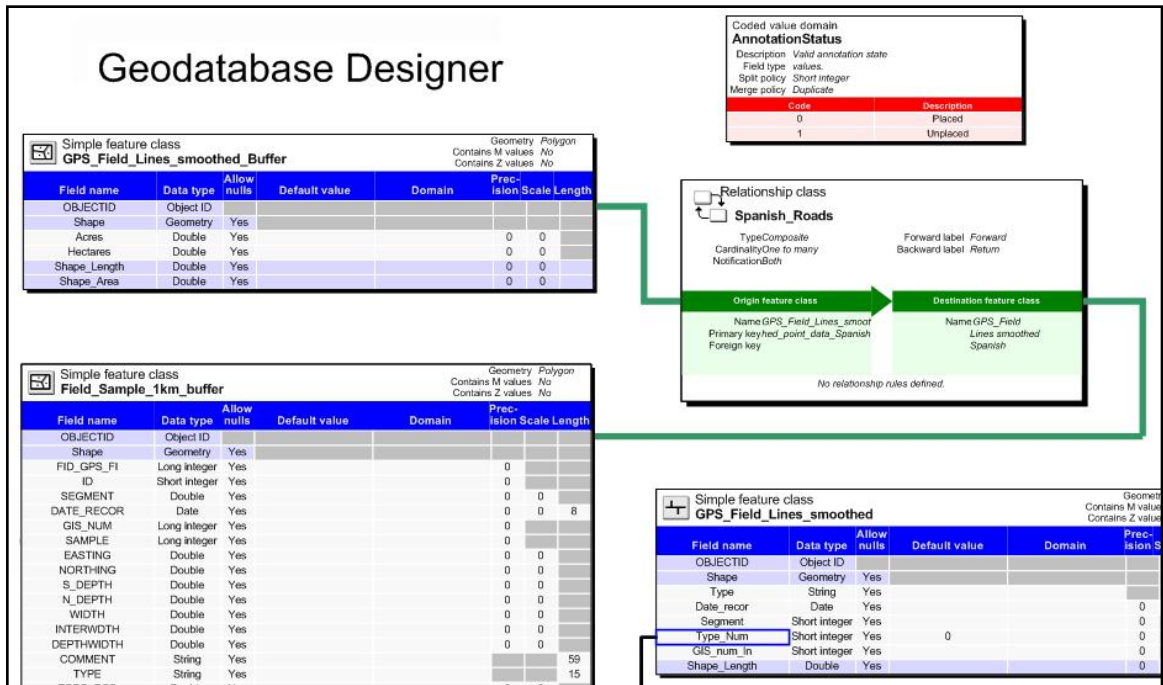 Geodatabase Designer
Coded value domain
AnnotationStatus
Description Valid annotation state
Field type values.
Split policy Short integer
Merge policy Duplicate
Code Description
0 Placed
1 Unplaced
Simple feature class
GPS_Field_Lines_smoothed_Buffer
Geometry Polygon
Contains M values No
Contains Z values No
Field name Data type Allow nulls Default value Domain Prec-ision Scale Length
OBJECTID Object ID
Shape Geometry Yes
Acres Double Yes 0 0
Hectares Double Yes 0 0
Shape_Length Double Yes 0 0
Shape_Area Double Yes 0 0
Relationship class
Spanish_Roads
TypeComposite Forward label Forward
CardinalityOne to many Backward label Return
NotificationBoth
Origin feature class Destination feature class
Name GPS_Field_Lines_smoot
Primary keyhed_point_data_Spanish
Foreign key
Name GPS_Field
Lines smoothed
Spanish
No relationship rules defined.
Simple feature class
Field_Sample_1km_buffer
Geometry Polygon
Contains M values No
Contains Z values No
Field name Data type Allow nulls Default value Domain Prec-ision Scale Length
OBJECTID Object ID
Shape Geometry Yes
FID_GPS_FI Long integer Yes 0
ID Short integer Yes 0
SEGMENT Double Yes 0 0
DATE_RECOR Date Yes 0 0 8
GIS_NUM Long integer Yes 0
SAMPLE Long integer Yes 0
EASTING Double Yes 0 0
NORTHING Double Yes 0 0
S_DEPTH Double Yes 0 0
N_DEPTH Double Yes 0 0
WIDTH Double Yes 0 0
INTERWDTH Double Yes 0 0
DEPTHWIDTH Double Yes 0 0
COMMENT String Yes 59
TYPE String Yes 15
Simple feature class
GPS_Field_Lines_smoothed
Geometr
Contains M value
Contains Z value
Field name Data type Allow nulls Default value Domain Prec-ision S
OBJECTID Object ID
Shape Geometry Yes
Type String Yes
Date_recor Date Yes 0
Segment Short integer Yes 0
Type_Num Short integer Yes 0 0
GIS_num_ln Short integer Yes 0
Shape_Length Double Yes 0